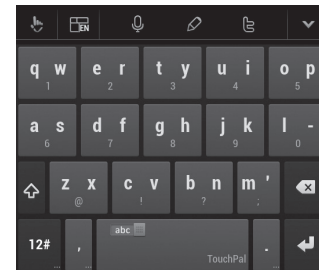 EN
q w e r t y u i o p
1 2 3 4 5
a s d f g h j k l -
6 7 8 9 0
z x c v b n m '
@ ! ? ;
abc
12# , TouchPal .